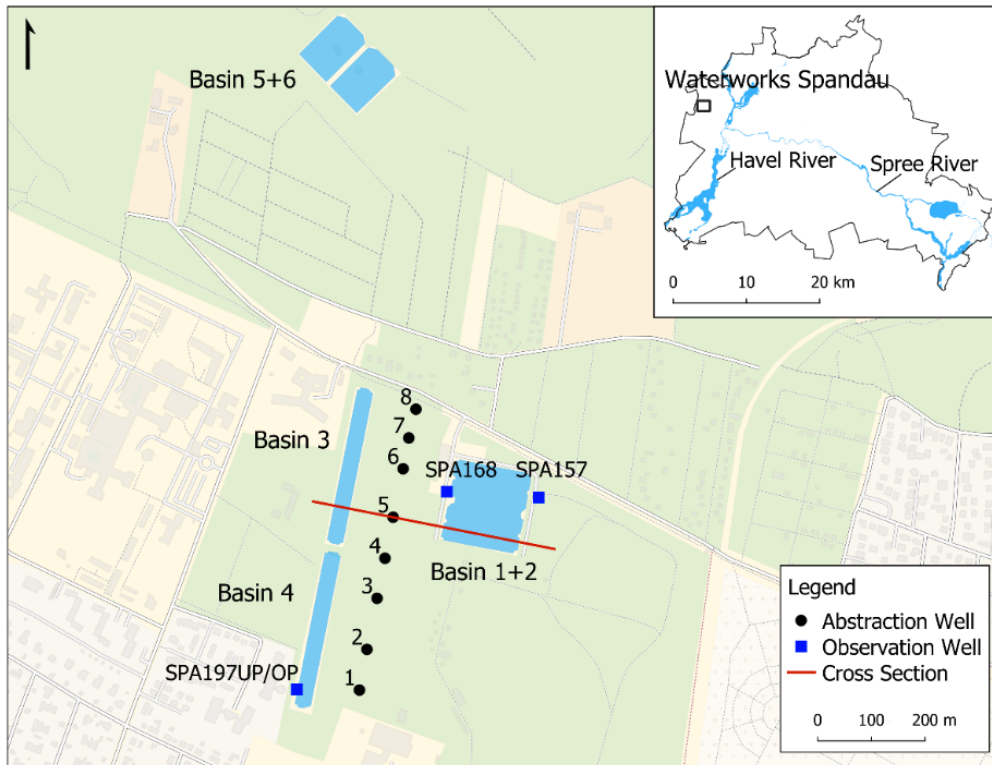 Basin 5+6
Waterworks Spandau
Havel River
Spree River
0 10 20 km
8
7
Basin 3
6
SPA168
SPA157
5
4
Basin 1+2
3
Basin 4
2
SPA197UP/OP
1
Legend
Abstraction Well
Observation Well
Cross Section
0 100 200 m